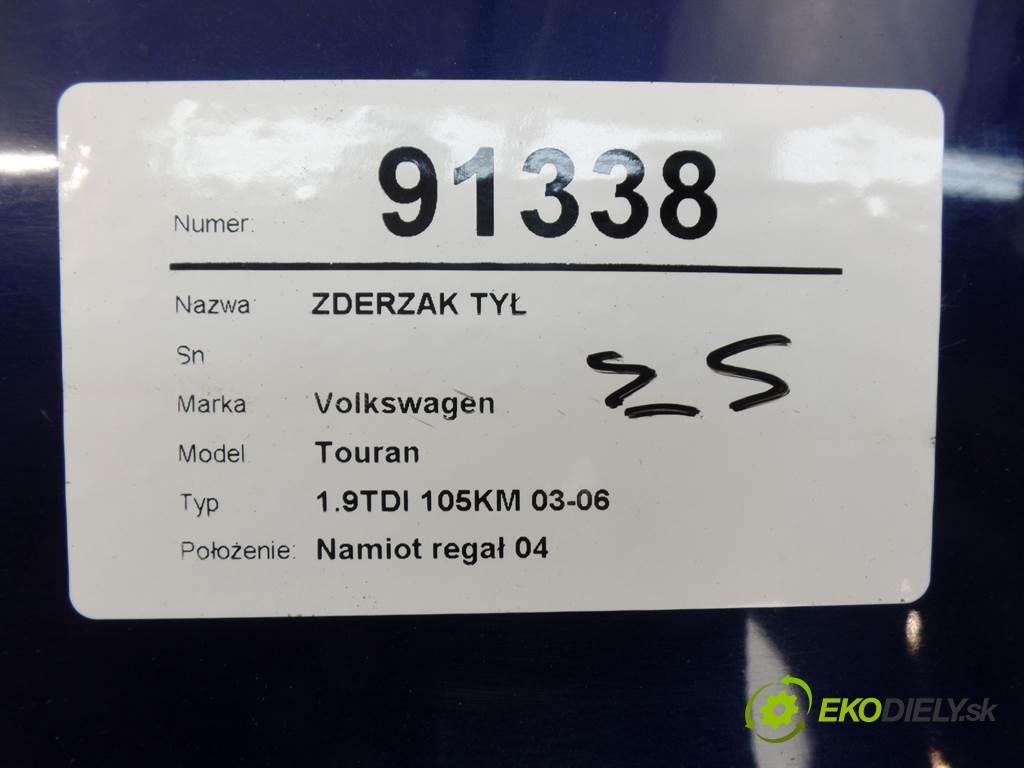 Numer: 91338
Nazwa ZDERZAK TYŁ
Sn
25
Marka Volkswagen
Model Touran
Typ 1.9TDI 105KM 03-06
Położenie: Namiot regał 04
EKODIELY.sk